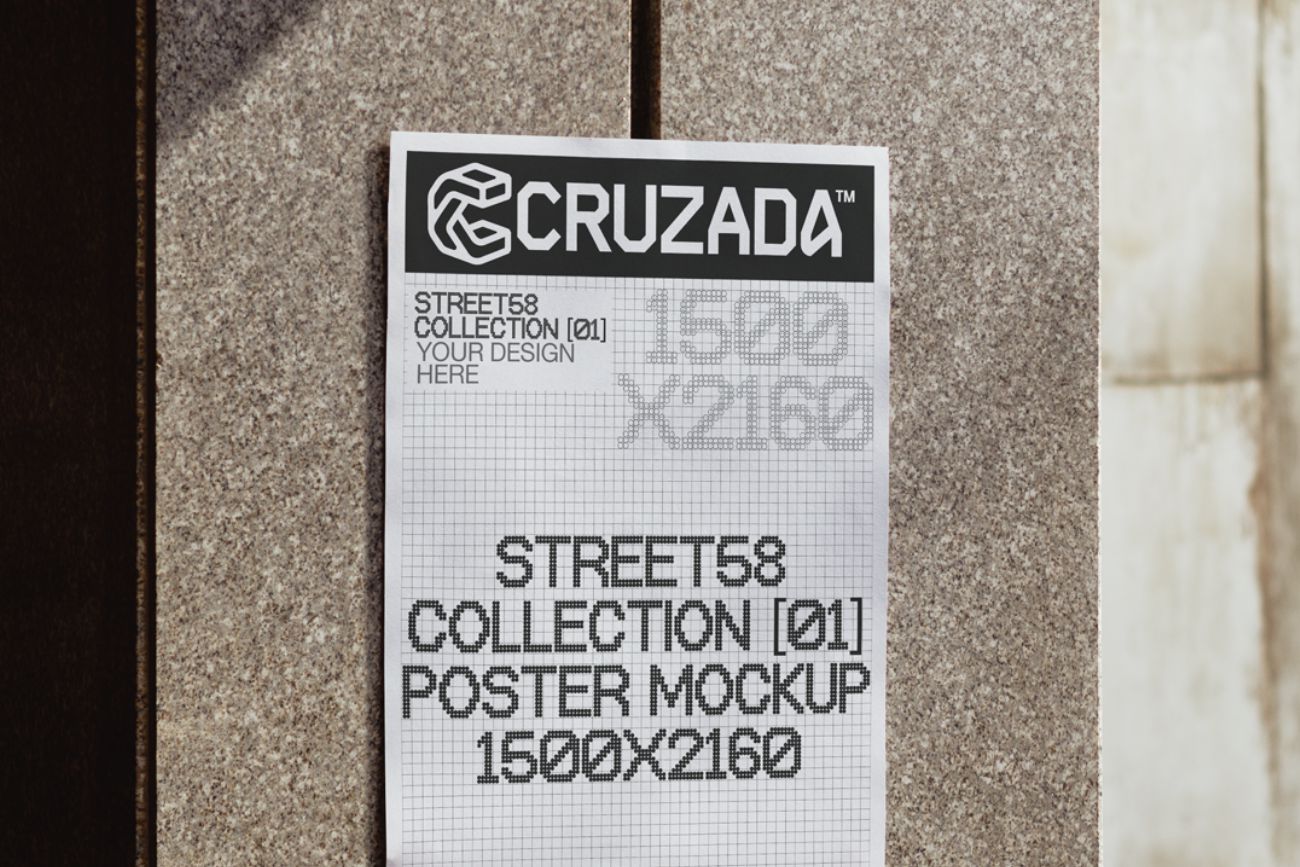 CRUZADA™
STREET58
COLLECTION [01]
YOUR DESIGN
HERE
1500
X2160
STREET58
COLLECTION [01]
POSTER MOCKUP
1500X2160